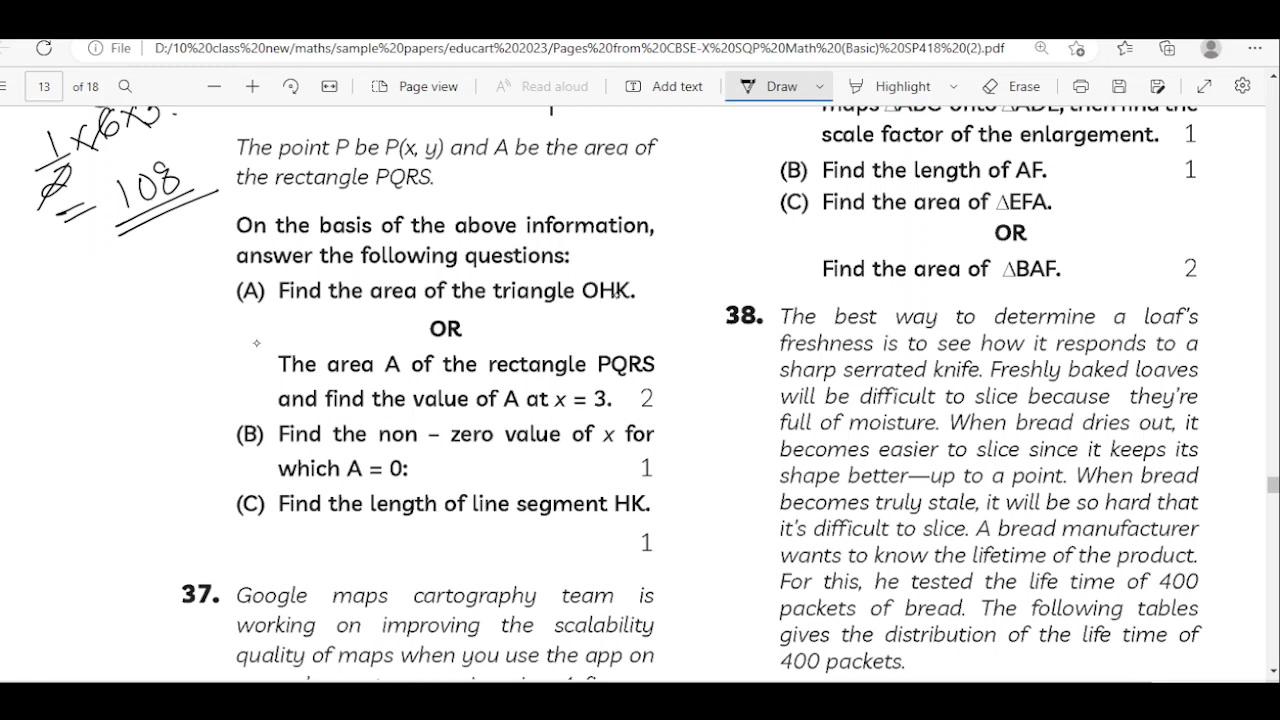 File
D:/10%20class%20new/maths/sample%20papers/educart%202023/Pages%20from%20CBSE-X%20SQP%20Math%20(Basic)%20SP418%20(2).pdf
13 of 18
Page view
Read aloud
Add text
Draw
Highlight
Erase
108
The point P be P(x, y) and A be the area of
the rectangle PQRS.
On the basis of the above information,
answer the following questions:
(A) Find the area of the triangle OHK.
OR
The area A of the rectangle PQRS
and find the value of A at x = 3. 2
(B) Find the non – zero value of x for
which A = 0: 1
(C) Find the length of line segment HK.
1
37. Google maps cartography team is
working on improving the scalability
quality of maps when you use the app on
maps △ABC onto △ADE, then find the
scale factor of the enlargement. 1
(B) Find the length of AF. 1
(C) Find the area of △EFA.
OR
Find the area of △BAF. 2
38. The best way to determine a loaf's
freshness is to see how it responds to a
sharp serrated knife. Freshly baked loaves
will be difficult to slice because they're
full of moisture. When bread dries out, it
becomes easier to slice since it keeps its
shape better—up to a point. When bread
becomes truly stale, it will be so hard that
it's difficult to slice. A bread manufacturer
wants to know the lifetime of the product.
For this, he tested the life time of 400
packets of bread. The following tables
gives the distribution of the life time of
400 packets.